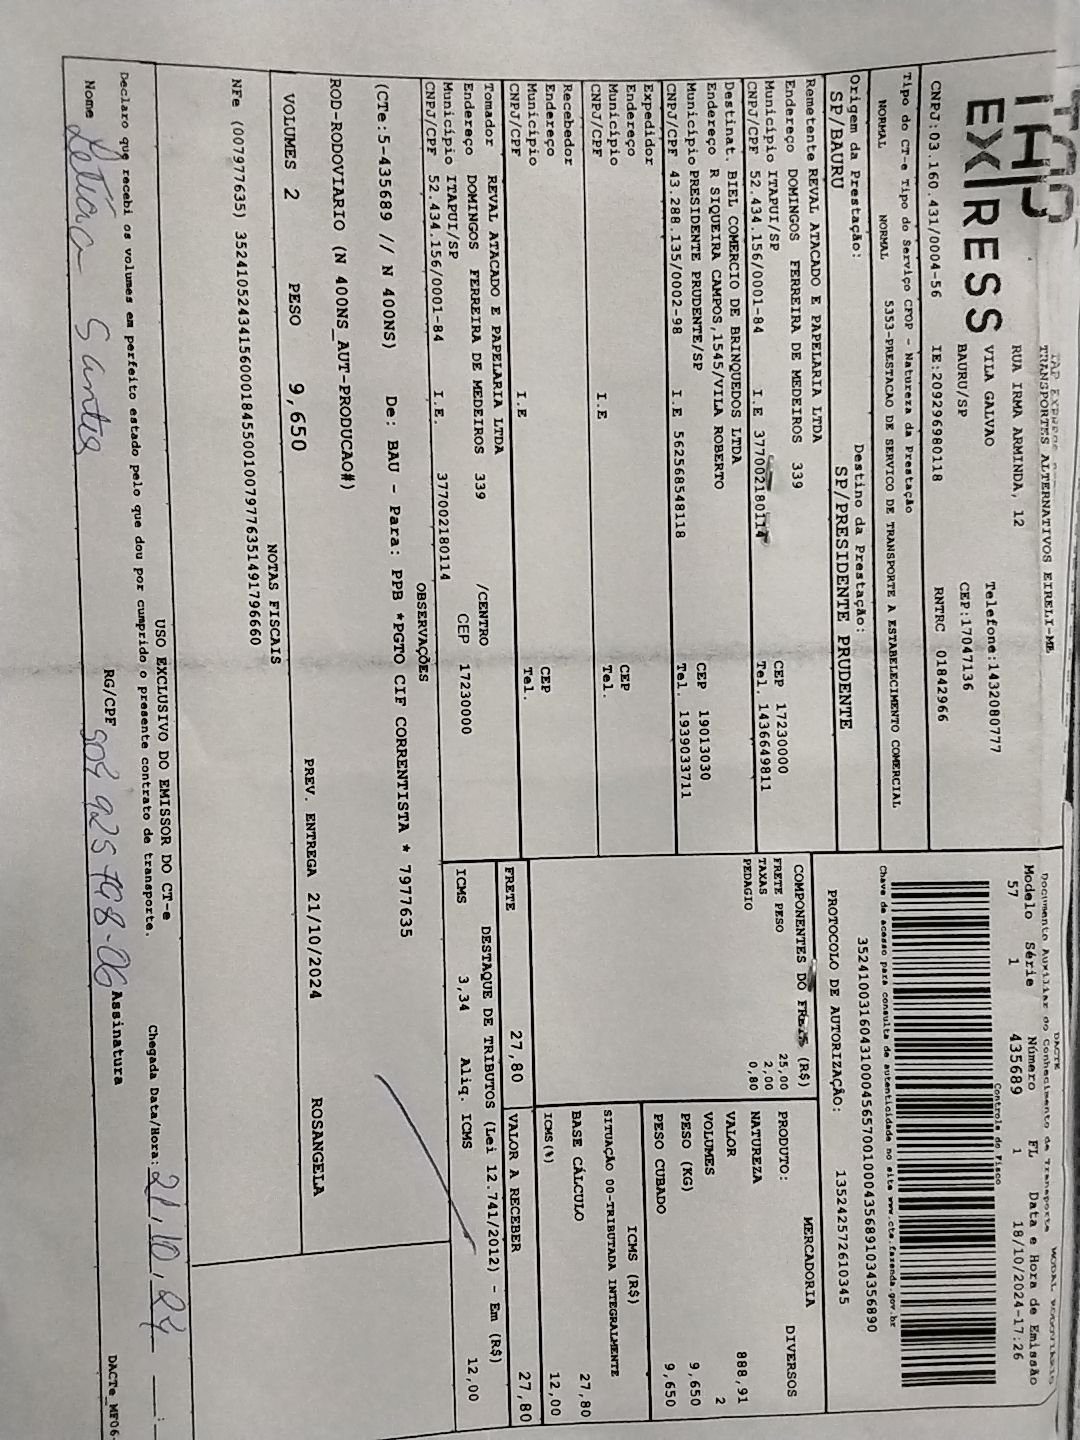 TAP
EX|RESS
TAP EXPRESS
TRANSPORTES ALTERNATIVOS EIRELI-ME
RUA IRMA ARMINDA, 12
VILA GALVAO Telefone:1432080777
BAURU/SP CEP:17047136
CNPJ:03.160.431/0004-56 IE:209296980118 RNTRC 01842966
DACTE
Documento Auxiliar do Conhecimento de Transporte
MODAL RODOVIARIO
Modelo Série Número FL Data e Hora de Emissão
57 1 435689 1 18/10/2024-17:26
Controle do Fisco
Chave de acesso para consulta de autenticidade no site www.cte.fazenda.gov.br
35241003160431000456570010004356891034356890
PROTOCOLO DE AUTORIZAÇÃO: 135242572610345
Tipo do CT-e Tipo do Serviço CFOP - Natureza da Prestação
NORMAL NORMAL 5353-PRESTACAO DE SERVICO DE TRANSPORTE A ESTABELECIMENTO COMERCIAL
Origem da Prestação: Destino da Prestação:
SP/BAURU SP/PRESIDENTE PRUDENTE
Remetente REVAL ATACADO E PAPELARIA LTDA
Endereço DOMINGOS FERREIRA DE MEDEIROS 339
Município ITAPUI/SP CEP 17230000
CNPJ/CPF 52.434.156/0001-84 I.E 377002180114 Tel. 1436649811
Destinat. BIEL COMERCIO DE BRINQUEDOS LTDA
Endereço R SIQUEIRA CAMPOS,1545/VILA ROBERTO
Município PRESIDENTE PRUDENTE/SP CEP 19013030
CNPJ/CPF 43.288.135/0002-98 I.E 562568548118 Tel. 1939033711
Expedidor
Endereço
Município CEP
CNPJ/CPF I.E Tel.
Recebedor
Endereço
Município CEP
CNPJ/CPF I.E Tel.
Tomador REVAL ATACADO E PAPELARIA LTDA
Endereço DOMINGOS FERREIRA DE MEDEIROS 339 /CENTRO
Município ITAPUI/SP CEP 17230000
CNPJ/CPF 52.434.156/0001-84 I.E. 377002180114
COMPONENTES DO FRETE (R$)
FRETE PESO 25,00
TAXAS 2,00
PEDAGIO 0,80
PRODUTO: MERCADORIA
NATUREZA DIVERSOS
VALOR 888,91
VOLUMES 2
PESO (KG) 9,650
PESO CUBADO 9,650
ICMS (R$)
SITUAÇÃO 00-TRIBUTADA INTEGRALMENTE
BASE CÁLCULO 27,80
ICMS(%) 12,00
FRETE 27,80 VALOR A RECEBER 27,80
DESTAQUE DE TRIBUTOS (Lei 12.741/2012) - Em (R$)
ICMS 3,34 Aliq. ICMS 12,00
OBSERVAÇÕES
(CTe:5-435689 // N 400NS) De: BAU - Para: PPB *PGTO CIF CORRENTISTA * 7977635
ROD-RODOVIARIO (N 400NS_AUT-PRODUCAO#)
VOLUMES 2 PESO 9,650 PREV. ENTREGA 21/10/2024 ROSANGELA
NOTAS FISCAIS
NFe (007977635) 35241052434156000184550010079776351491796660
USO EXCLUSIVO DO EMISSOR DO CT-e
Declaro que recebi os volumes em perfeito estado pelo que dou por cumprido o presente contrato de transporte. Chegada Data/Hora: 21/10/24 :
Nome Letícia Santos RG/CPF 504 925 798-06 Assinatura
DACTe_MF06